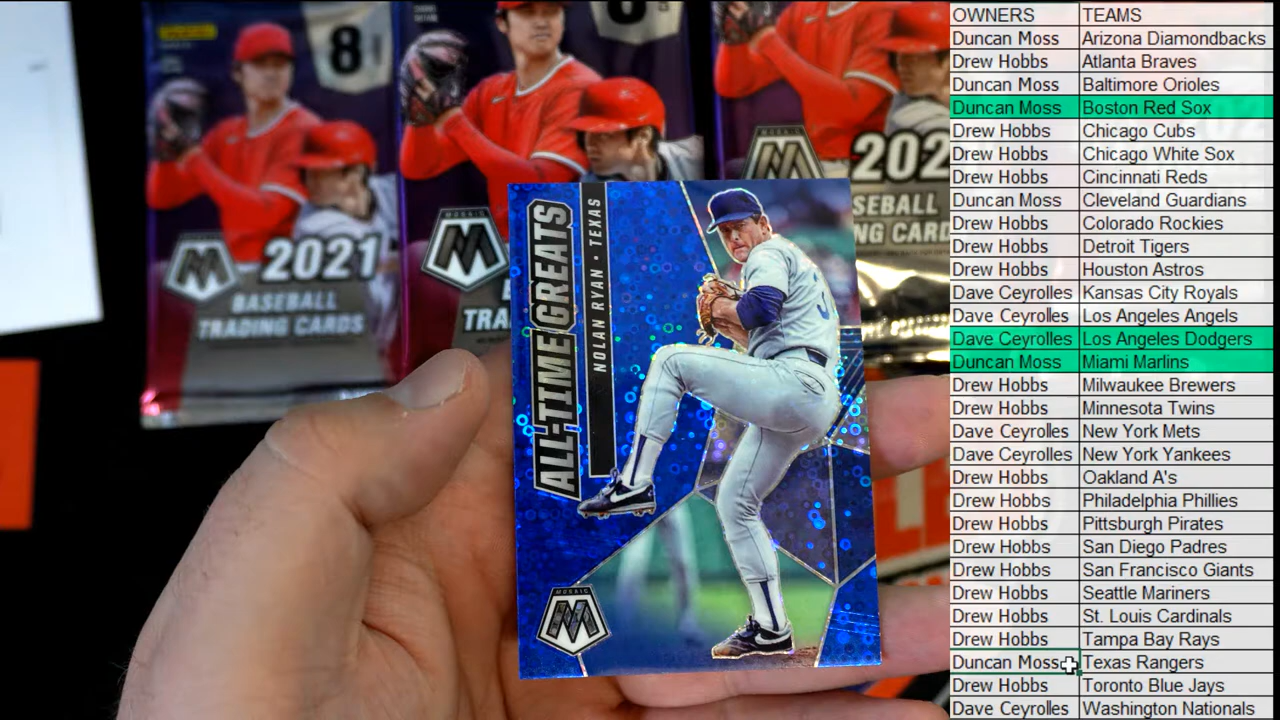 8
2021
BASEBALL
TRADING CARDS
MOSAIC
TRA
202
SEBALL
NG CARD
ALL-TIME GREATS
NOLAN RYAN · TEXAS
MOSAIC
OWNERS TEAMS
Duncan Moss Arizona Diamondbacks
Drew Hobbs Atlanta Braves
Duncan Moss Baltimore Orioles
Duncan Moss Boston Red Sox
Drew Hobbs Chicago Cubs
Drew Hobbs Chicago White Sox
Drew Hobbs Cincinnati Reds
Duncan Moss Cleveland Guardians
Drew Hobbs Colorado Rockies
Drew Hobbs Detroit Tigers
Drew Hobbs Houston Astros
Dave Ceyrolles Kansas City Royals
Dave Ceyrolles Los Angeles Angels
Dave Ceyrolles Los Angeles Dodgers
Duncan Moss Miami Marlins
Drew Hobbs Milwaukee Brewers
Drew Hobbs Minnesota Twins
Dave Ceyrolles New York Mets
Dave Ceyrolles New York Yankees
Drew Hobbs Oakland A's
Drew Hobbs Philadelphia Phillies
Drew Hobbs Pittsburgh Pirates
Drew Hobbs San Diego Padres
Drew Hobbs San Francisco Giants
Drew Hobbs Seattle Mariners
Drew Hobbs St. Louis Cardinals
Drew Hobbs Tampa Bay Rays
Duncan Moss Texas Rangers
Drew Hobbs Toronto Blue Jays
Dave Ceyrolles Washington Nationals